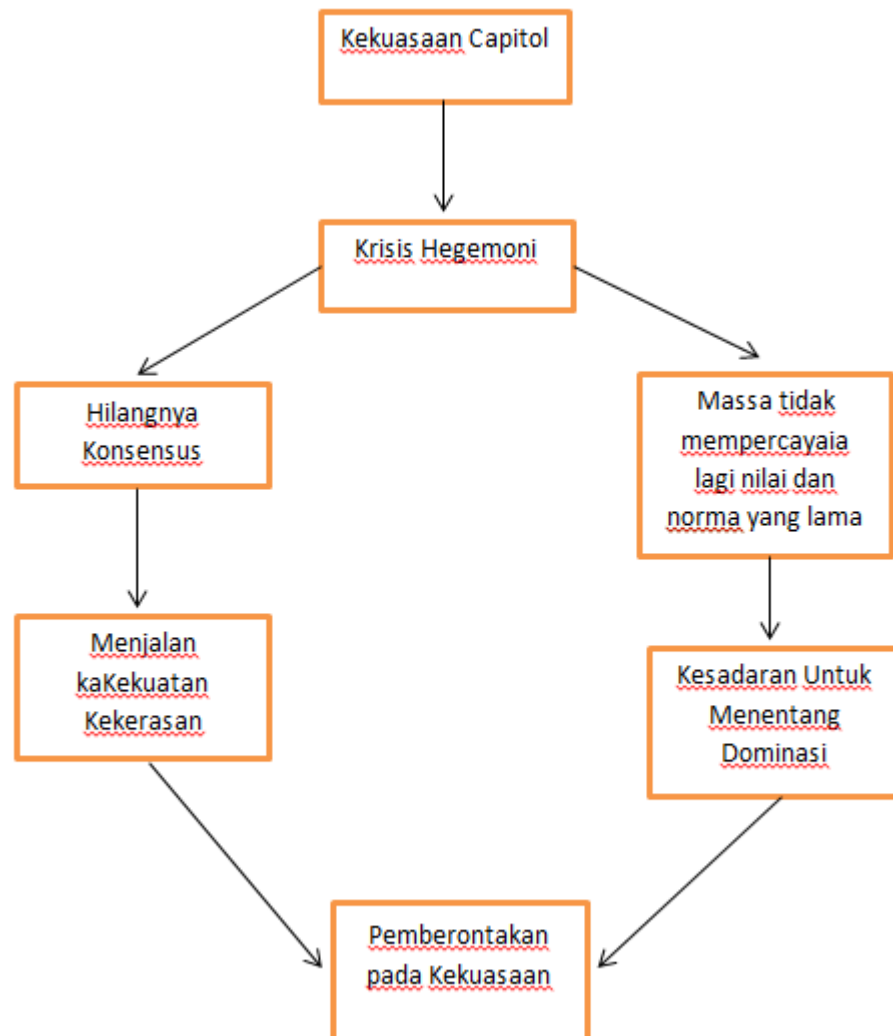 Kekuasaan Capitol
Krisis Hegemoni
Hilangnya
Konsensus
Massa tidak
mempercayaia
lagi nilai dan
norma yang lama
Menjalan
kaKekuatan
Kekerasan
Kesadaran Untuk
Menentang
Dominasi
Pemberontakan
pada Kekuasaan